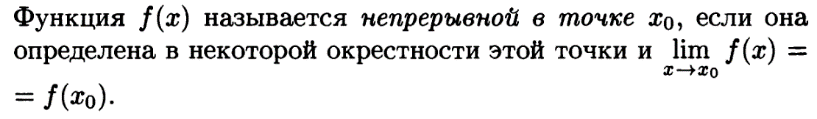 Функция f(x) называется непрерывной в точке x₀, если она
определена в некоторой окрестности этой точки и lim f(x) =
x→x₀
= f(x₀).